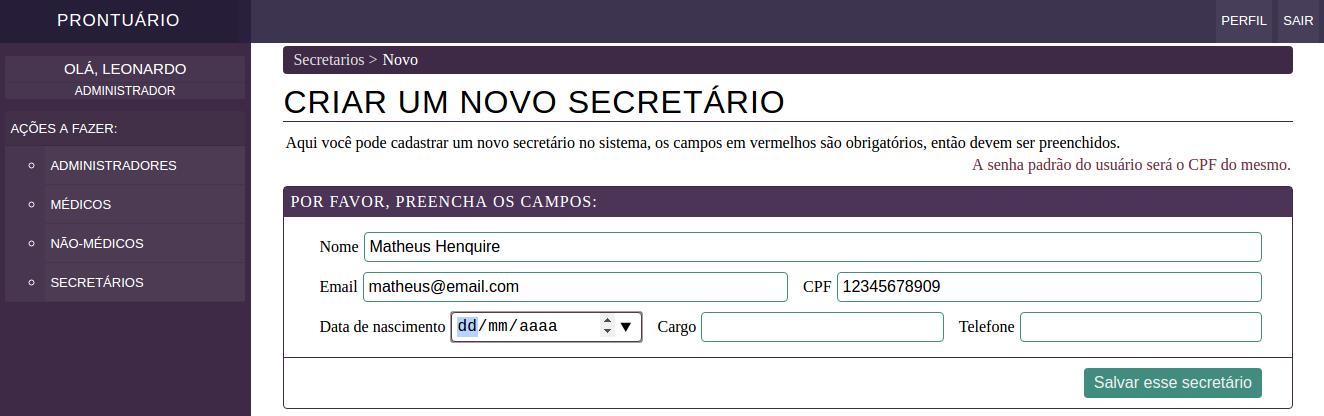 PRONTUÁRIO
PERFIL SAIR
OLÁ, LEONARDO
ADMINISTRADOR
AÇÕES A FAZER:
ADMINISTRADORES
MÉDICOS
NÃO-MÉDICOS
SECRETÁRIOS
Secretarios > Novo
CRIAR UM NOVO SECRETÁRIO
Aqui você pode cadastrar um novo secretário no sistema, os campos em vermelhos são obrigatórios, então devem ser preenchidos.
A senha padrão do usuário será o CPF do mesmo.
POR FAVOR, PREENCHA OS CAMPOS:
Nome Matheus Henquire
Email matheus@email.com CPF 12345678909
Data de nascimento dd/mm/aaaa Cargo Telefone
Salvar esse secretário